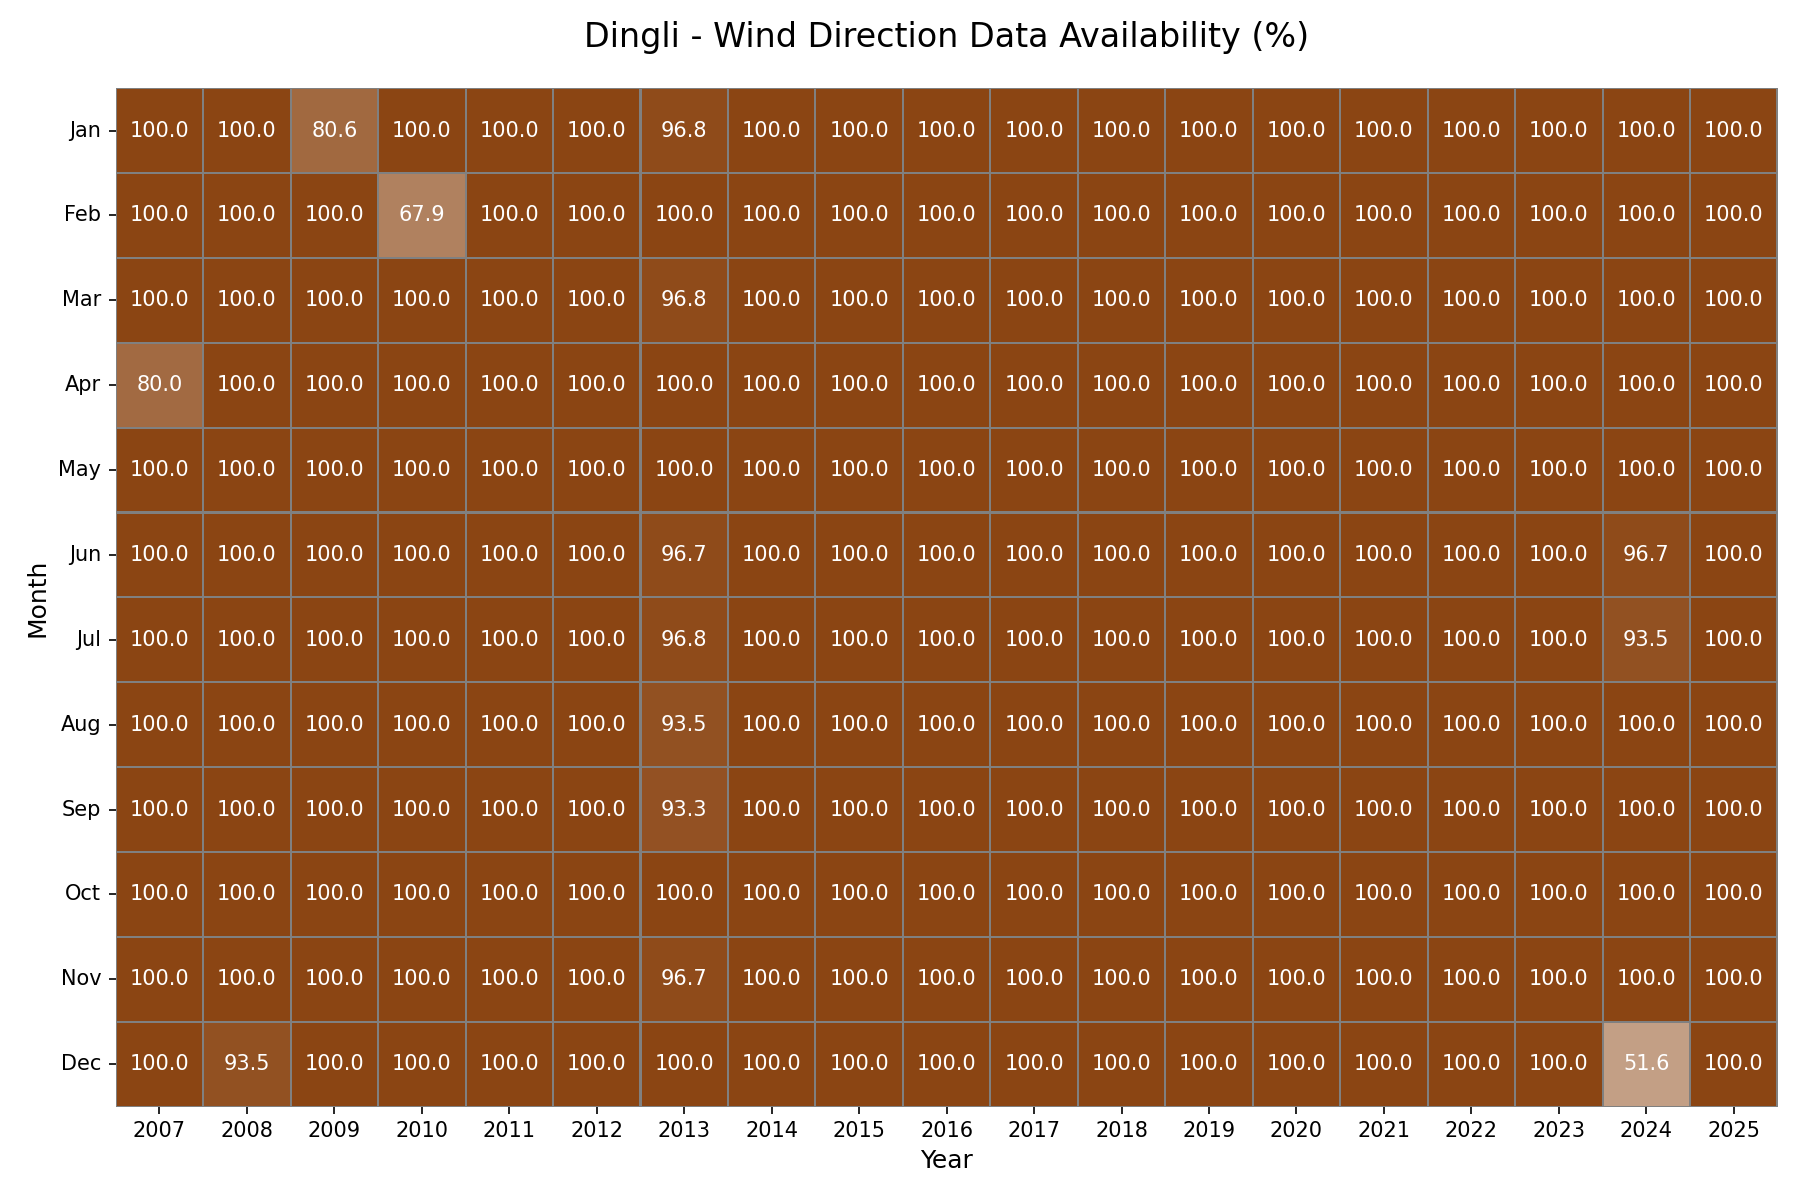 Dingli - Wind Direction Data Availability (%)
Jan 100.0 100.0 80.6 100.0 100.0 100.0 96.8 100.0 100.0 100.0 100.0 100.0 100.0 100.0 100.0 100.0 100.0 100.0 100.0
Feb 100.0 100.0 100.0 67.9 100.0 100.0 100.0 100.0 100.0 100.0 100.0 100.0 100.0 100.0 100.0 100.0 100.0 100.0 100.0
Mar 100.0 100.0 100.0 100.0 100.0 100.0 96.8 100.0 100.0 100.0 100.0 100.0 100.0 100.0 100.0 100.0 100.0 100.0 100.0
Apr 80.0 100.0 100.0 100.0 100.0 100.0 100.0 100.0 100.0 100.0 100.0 100.0 100.0 100.0 100.0 100.0 100.0 100.0 100.0
May 100.0 100.0 100.0 100.0 100.0 100.0 100.0 100.0 100.0 100.0 100.0 100.0 100.0 100.0 100.0 100.0 100.0 100.0 100.0
Jun 100.0 100.0 100.0 100.0 100.0 100.0 96.7 100.0 100.0 100.0 100.0 100.0 100.0 100.0 100.0 100.0 100.0 96.7 100.0
Month
Jul 100.0 100.0 100.0 100.0 100.0 100.0 96.8 100.0 100.0 100.0 100.0 100.0 100.0 100.0 100.0 100.0 100.0 93.5 100.0
Aug 100.0 100.0 100.0 100.0 100.0 100.0 93.5 100.0 100.0 100.0 100.0 100.0 100.0 100.0 100.0 100.0 100.0 100.0 100.0
Sep 100.0 100.0 100.0 100.0 100.0 100.0 93.3 100.0 100.0 100.0 100.0 100.0 100.0 100.0 100.0 100.0 100.0 100.0 100.0
Oct 100.0 100.0 100.0 100.0 100.0 100.0 100.0 100.0 100.0 100.0 100.0 100.0 100.0 100.0 100.0 100.0 100.0 100.0 100.0
Nov 100.0 100.0 100.0 100.0 100.0 100.0 96.7 100.0 100.0 100.0 100.0 100.0 100.0 100.0 100.0 100.0 100.0 100.0 100.0
Dec 100.0 93.5 100.0 100.0 100.0 100.0 100.0 100.0 100.0 100.0 100.0 100.0 100.0 100.0 100.0 100.0 100.0 51.6 100.0
2007 2008 2009 2010 2011 2012 2013 2014 2015 2016 2017 2018 2019 2020 2021 2022 2023 2024 2025
Year